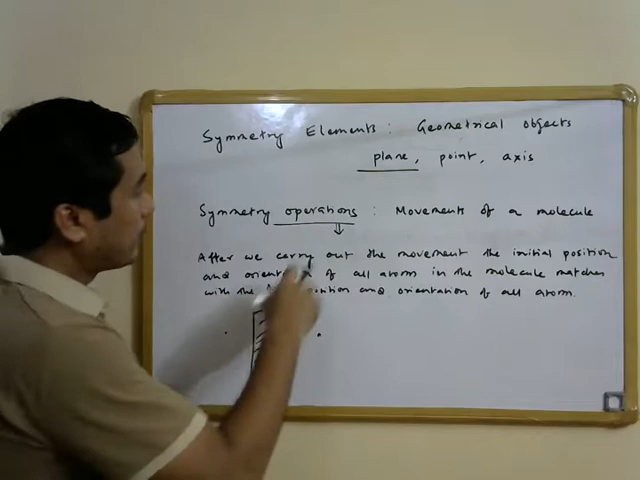 Symmetry Elements : Geometrical objects
plane, point, axis
Symmetry operations : Movements of a molecule
After we carry out the movement the initial position
and orientation of all atoms in the molecule matches
with the position and orientation of all atoms.